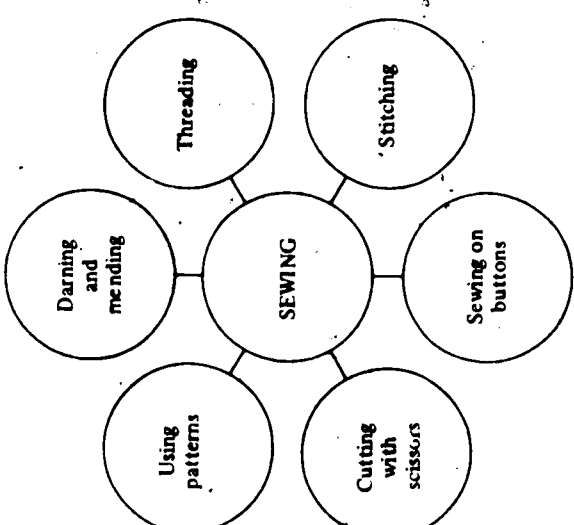 Darning
and
mending
Using
patterns
Threading
SEWING
Cutting
with
scissors
Stitching
Sewing on
buttons